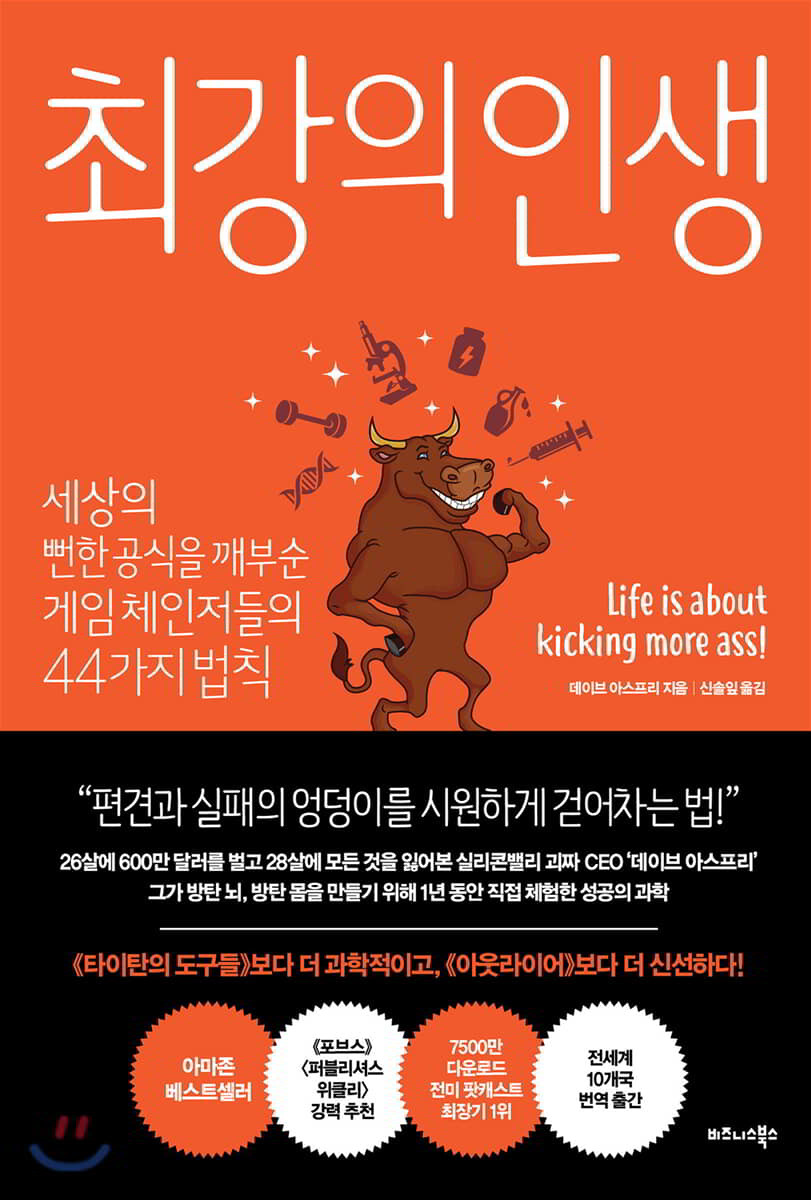 최강의 인생
세상의
뻔한 공식을 깨부순
게임 체인저들의
44가지 법칙
Life is about
kicking more ass!
데이브 아스프리 지음 | 신솔잎 옮김
“편견과 실패의 엉덩이를 시원하게 걷어차는 법!”
26살에 600만 달러를 벌고 28살에 모든 것을 잃어본 실리콘밸리 괴짜 CEO ‘데이브 아스프리’
그가 방탄 뇌, 방탄 몸을 만들기 위해 1년 동안 직접 체험한 성공의 과학
《타이탄의 도구들》보다 더 과학적이고, 《아웃라이어》보다 더 신선하다!
아마존
베스트셀러
《포브스》
〈퍼블리셔스
위클리〉
강력 추천
7500만
다운로드
전미 팟캐스트
최장기 1위
전세계
10개국
번역 출간
비즈니스북스